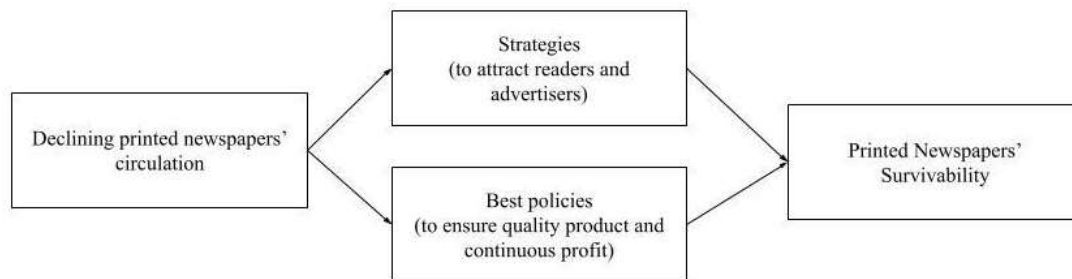 Declining printed newspapers’
circulation
Strategies
(to attract readers and
advertisers)
Best policies
(to ensure quality product and
continuous profit)
Printed Newspapers’
Survivability